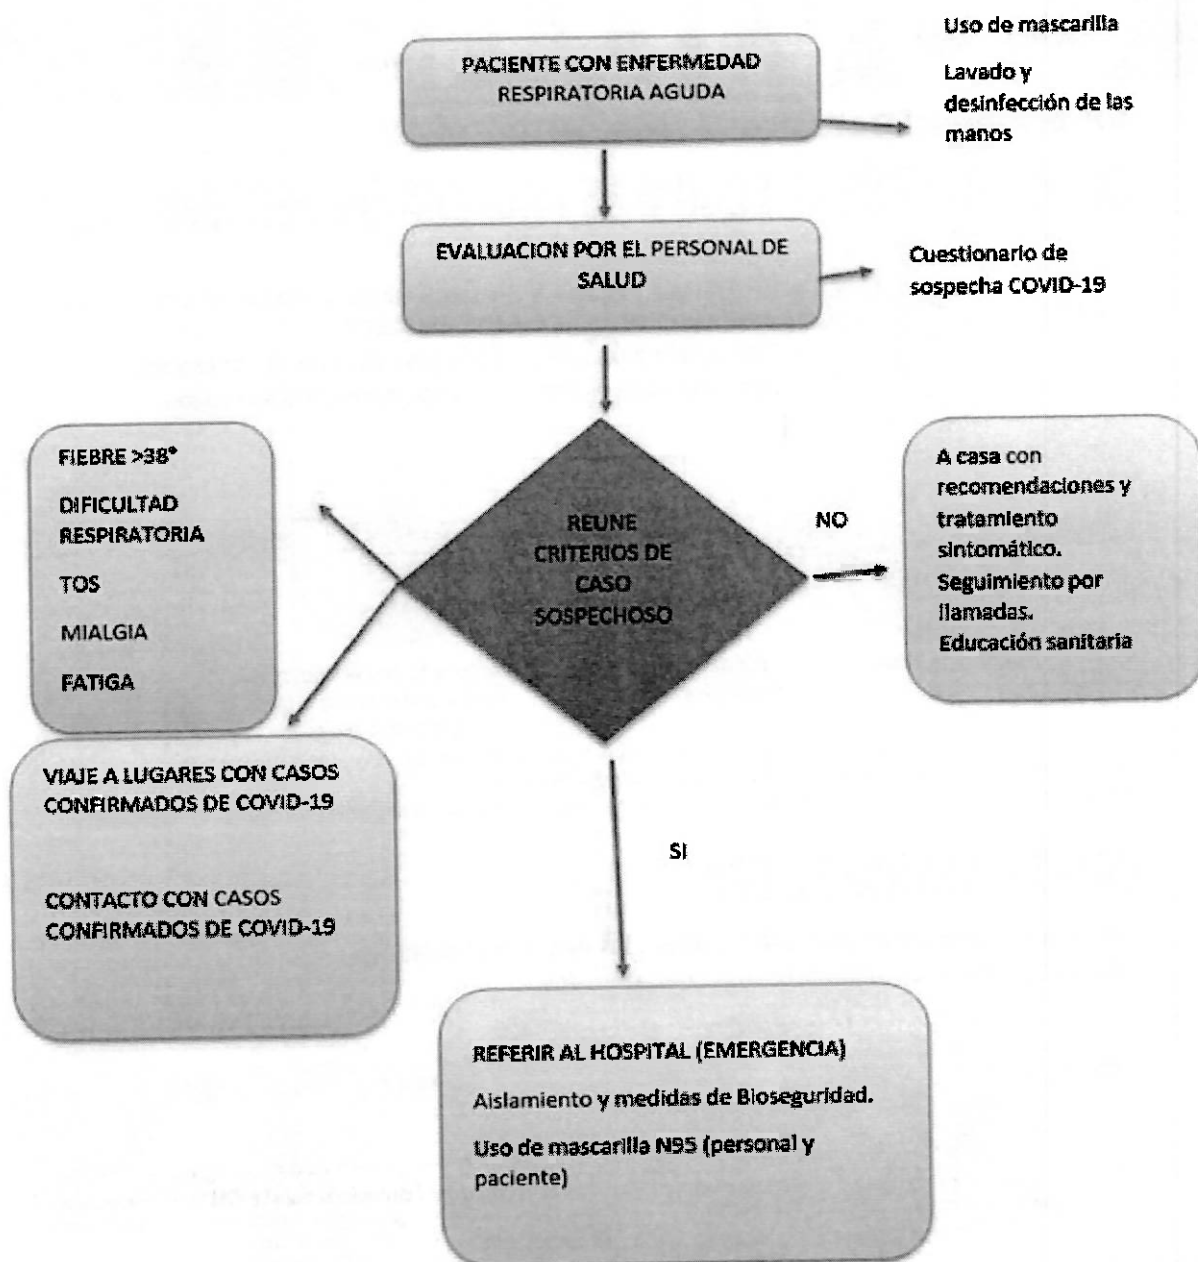 Uso de mascarilla
Lavado y
desinfección de las
manos
PACIENTE CON ENFERMEDAD
RESPIRATORIA AGUDA
EVALUACION POR EL PERSONAL DE
SALUD
Cuestionario de
sospecha COVID-19
FIEBRE >38°
DIFICULTAD
RESPIRATORIA
TOS
MIALGIA
FATIGA
REUNE
CRITERIOS DE
CASO
SOSPECHOSO
NO
A casa con
recomendaciones y
tratamiento
sintomático.
Seguimiento por
llamadas.
Educación sanitaria
VIAJE A LUGARES CON CASOS
CONFIRMADOS DE COVID-19
CONTACTO CON CASOS
CONFIRMADOS DE COVID-19
SI
REFERIR AL HOSPITAL (EMERGENCIA)
Aislamiento y medidas de Bioseguridad.
Uso de mascarilla N95 (personal y
paciente)